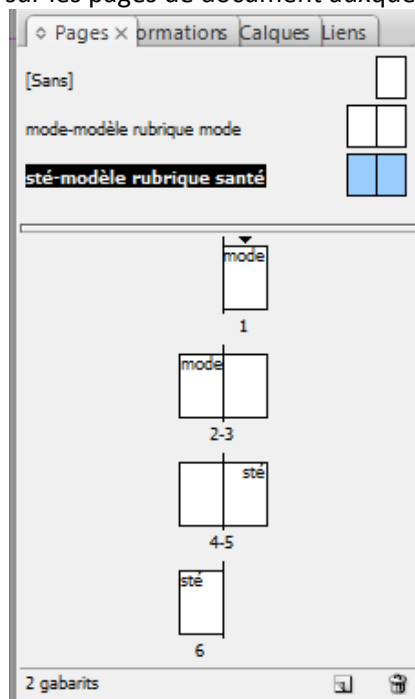 sur les pages de document auxque
Pages × ormations Calques Liens
[Sans]
mode-modèle rubrique mode
sté-modèle rubrique santé
mode
1
mode
2-3
sté
4-5
sté
6
2 gabarits